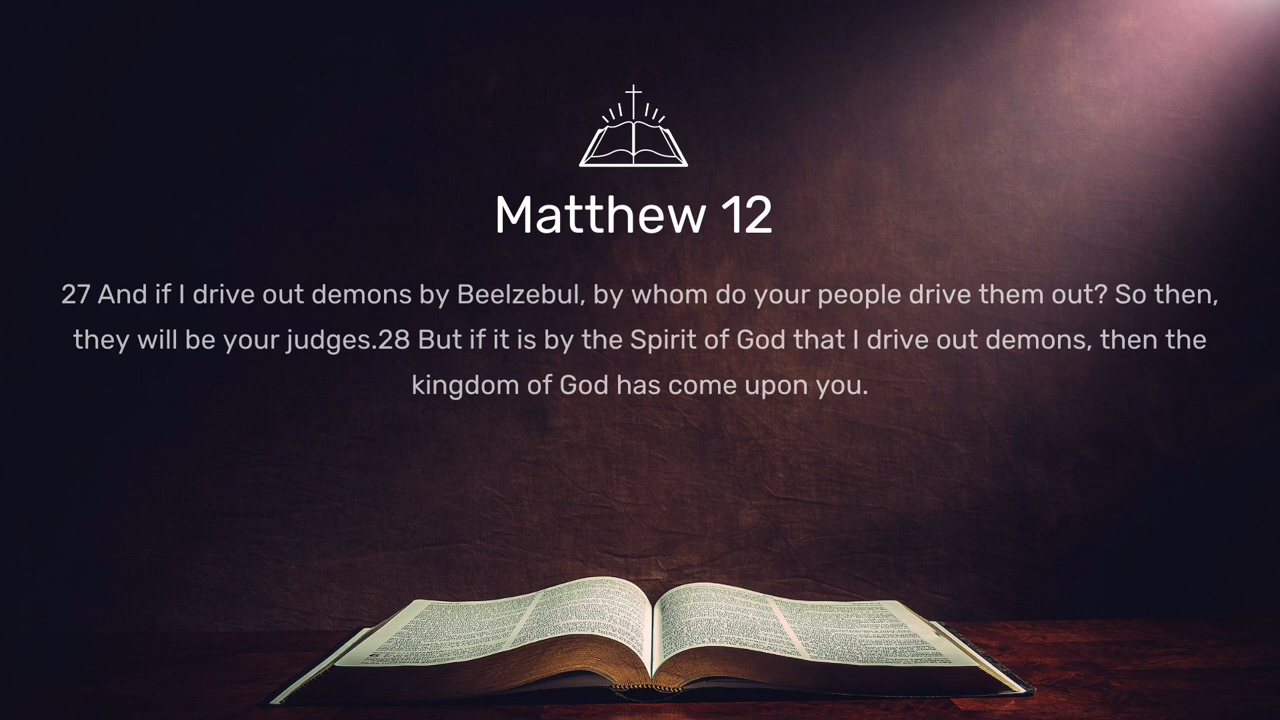 Matthew 12
27 And if I drive out demons by Beelzebul, by whom do your people drive them out? So then,
they will be your judges.28 But if it is by the Spirit of God that I drive out demons, then the
kingdom of God has come upon you.